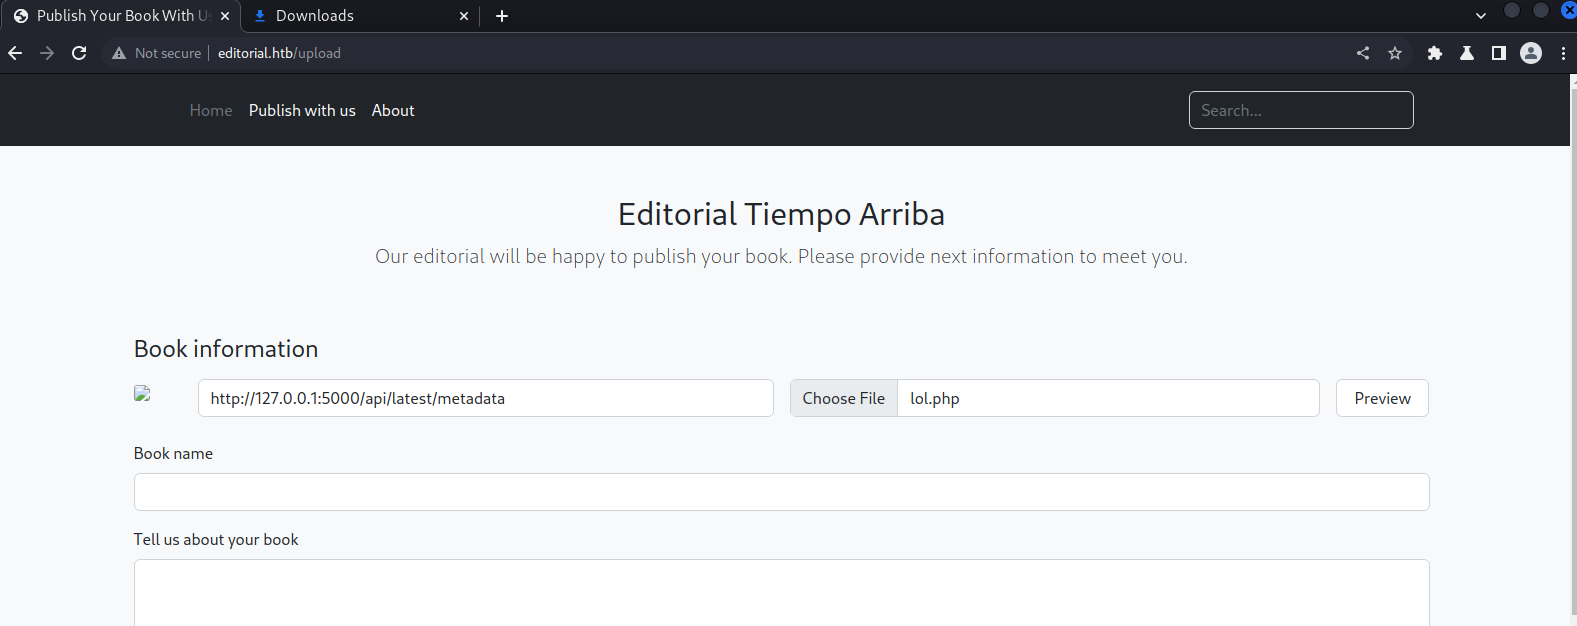 Publish Your Book With Us
Downloads
Not secure editorial.htb/upload
Home Publish with us About Search...
Editorial Tiempo Arriba
Our editorial will be happy to publish your book. Please provide next information to meet you.
Book information
http://127.0.0.1:5000/api/latest/metadata Choose File lol.php Preview
Book name
Tell us about your book